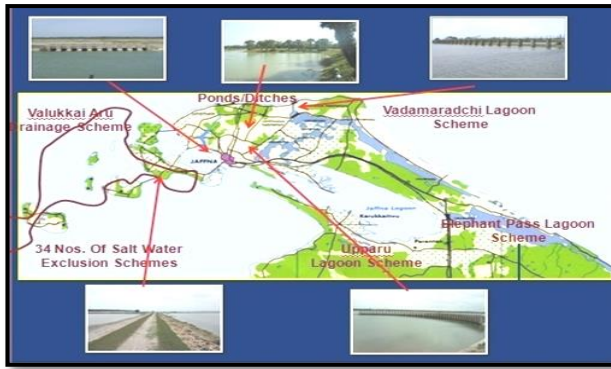 Ponds/Ditches
Valukkai Aru
Drainage Scheme
Vadamaradchi Lagoon
Scheme
JAFFNA
Jaffna Lagoon
Elephant Pass Lagoon
Scheme
34 Nos. Of Salt Water
Exclusion Schemes
Upparu
Lagoon Scheme